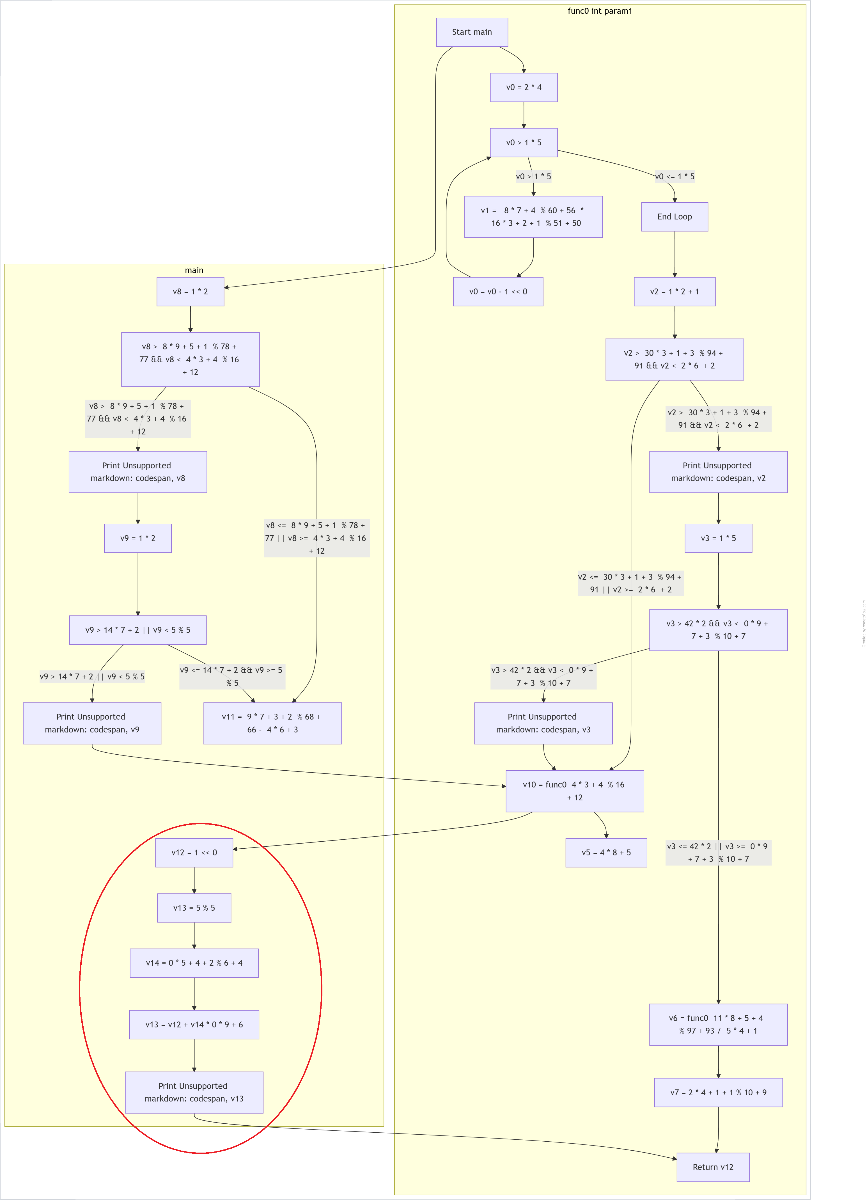 func0 int param1
Start main
v0 = 2 * 4
v0 > 1 * 5
v0 > 1 * 5
v0 <= 1 * 5
v1 = 8 * 7 + 4 % 60 + 56 *
16 * 3 + 2 + 1 % 51 + 50
End Loop
v0 = v0 - 1 << 0
v2 = 1 * 2 + 1
v2 > 30 * 3 + 1 + 3 % 94 +
91 && v2 < 2 * 6 + 2
v2 > 30 * 3 + 1 + 3 % 94 +
91 && v2 < 2 * 6 + 2
Print Unsupported
markdown: codespan, v2
v3 = 1 * 5
v2 <= 30 * 3 + 1 + 3 % 94 +
91 || v2 >= 2 * 6 + 2
v3 > 42 * 2 && v3 < 0 * 9 +
7 + 3 % 10 + 7
v3 > 42 * 2 && v3 < 0 * 9 +
7 + 3 % 10 + 7
Print Unsupported
markdown: codespan, v3
v10 = func0 4 * 3 + 4 % 16
+ 12
v5 = 4 * 8 + 5
v3 <= 42 * 2 || v3 >= 0 * 9
+ 7 + 3 % 10 + 7
v6 = func0 11 * 8 + 5 + 4
% 97 + 93 / 5 * 4 + 1
v7 = 2 * 4 + 1 + 1 % 10 + 9
Return v12
main
v8 = 1 * 2
v8 > 8 * 9 + 5 + 1 % 78 +
77 && v8 < 4 * 3 + 4 % 16
+ 12
v8 > 8 * 9 + 5 + 1 % 78 +
77 && v8 < 4 * 3 + 4 % 16
+ 12
Print Unsupported
markdown: codespan, v8
v9 = 1 * 2
v8 <= 8 * 9 + 5 + 1 % 78 +
77 || v8 >= 4 * 3 + 4 % 16
+ 12
v9 > 14 * 7 + 2 || v9 < 5 % 5
v9 > 14 * 7 + 2 || v9 < 5 % 5
v9 <= 14 * 7 + 2 && v9 >= 5
% 5
Print Unsupported
markdown: codespan, v9
v11 = 9 * 7 + 3 + 2 % 68 +
66 - 4 * 6 + 3
v12 = 1 << 0
v13 = 5 % 5
v14 = 0 * 5 + 4 + 2 % 6 + 4
v13 = v12 + v14 * 0 * 9 + 6
Print Unsupported
markdown: codespan, v13